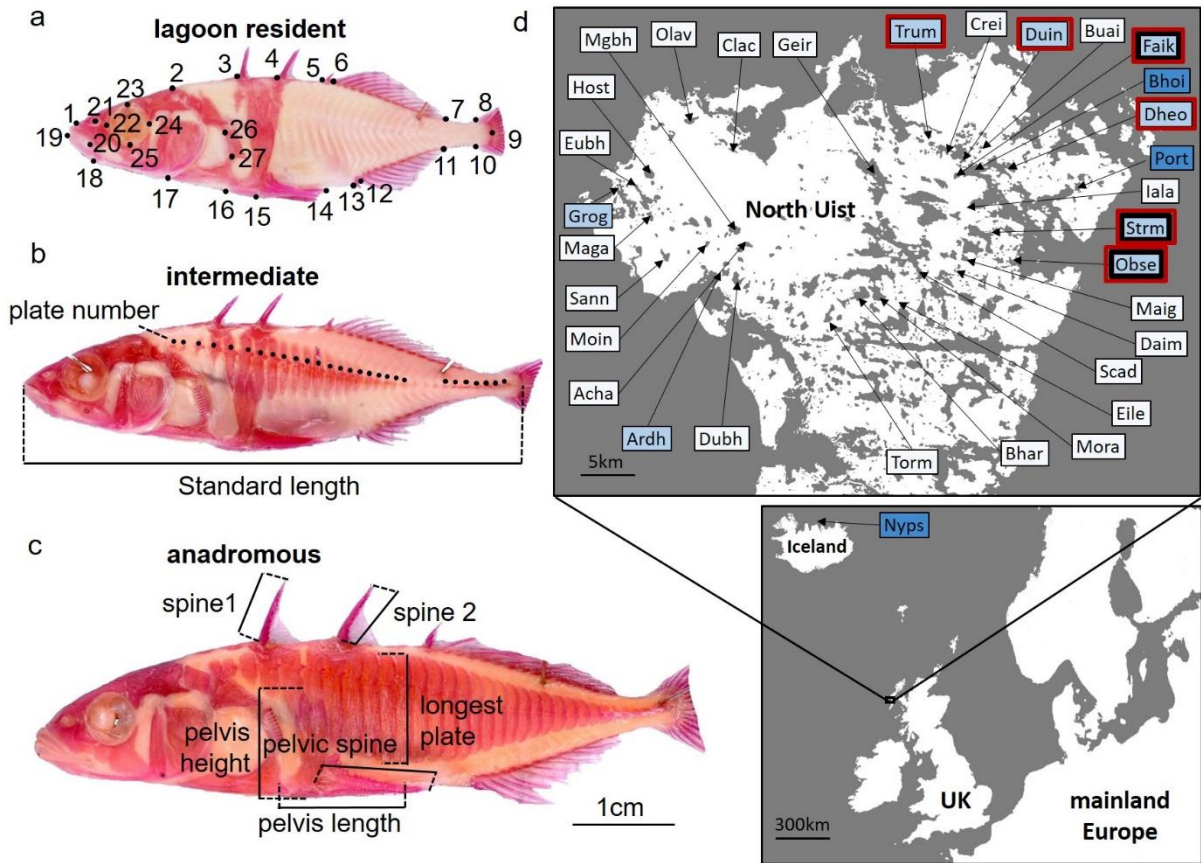 a
lagoon resident
1
2
3
4
5
6
7
8
9
10
11
12
13
14
15
16
17
18
19
20
21
22
23
24
25
26
27
b
intermediate
plate number
Standard length
c
anadromous
spine1
spine 2
pelvis
height
pelvic spine
longest
plate
pelvis length
1cm
d
Mgbh
Olav
Clac
Geir
Trum
Crei
Duin
Buai
Faik
Bhoi
Dheo
Port
Iala
Strm
Obse
Maig
Daim
Scad
Eile
Mora
Bhar
Torm
Dubh
Ardh
Acha
Moin
Sann
Maga
Grog
Eubh
Host
North Uist
5km
Nyps
Iceland
UK
mainland
Europe
300km